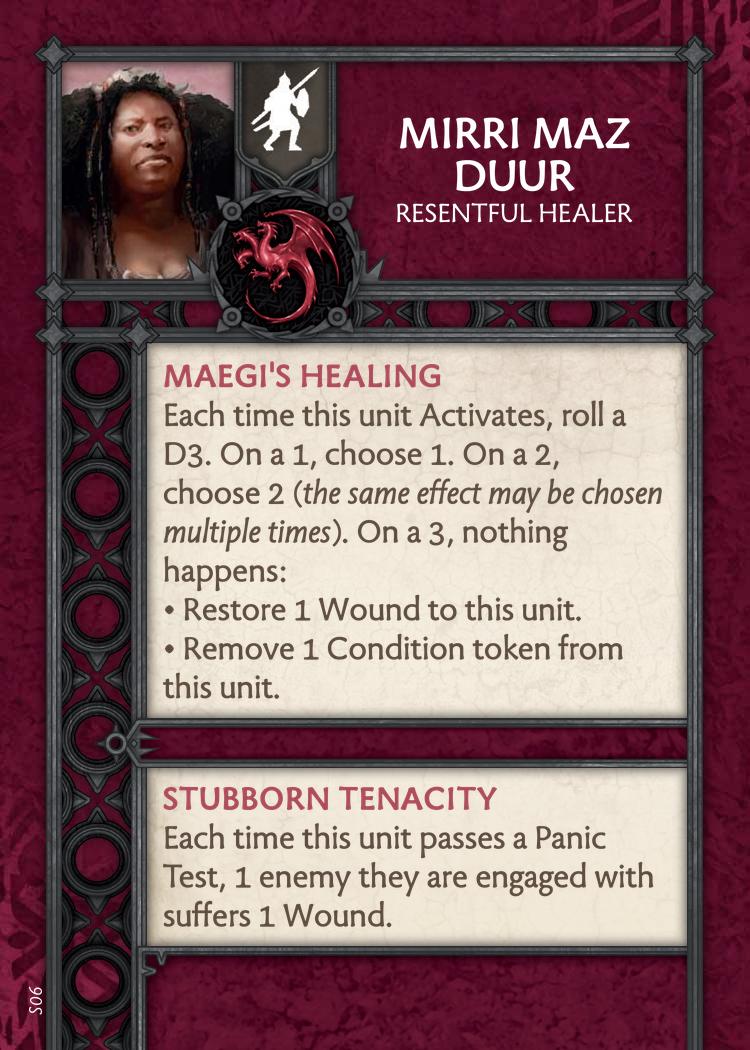 MIRRI MAZ
DUUR
RESENTFUL HEALER
MAEGI'S HEALING
Each time this unit Activates, roll a
D3. On a 1, choose 1. On a 2,
choose 2 (the same effect may be chosen
multiple times). On a 3, nothing
happens:
• Restore 1 Wound to this unit.
• Remove 1 Condition token from
this unit.
STUBBORN TENACITY
Each time this unit passes a Panic
Test, 1 enemy they are engaged with
suffers 1 Wound.
S06